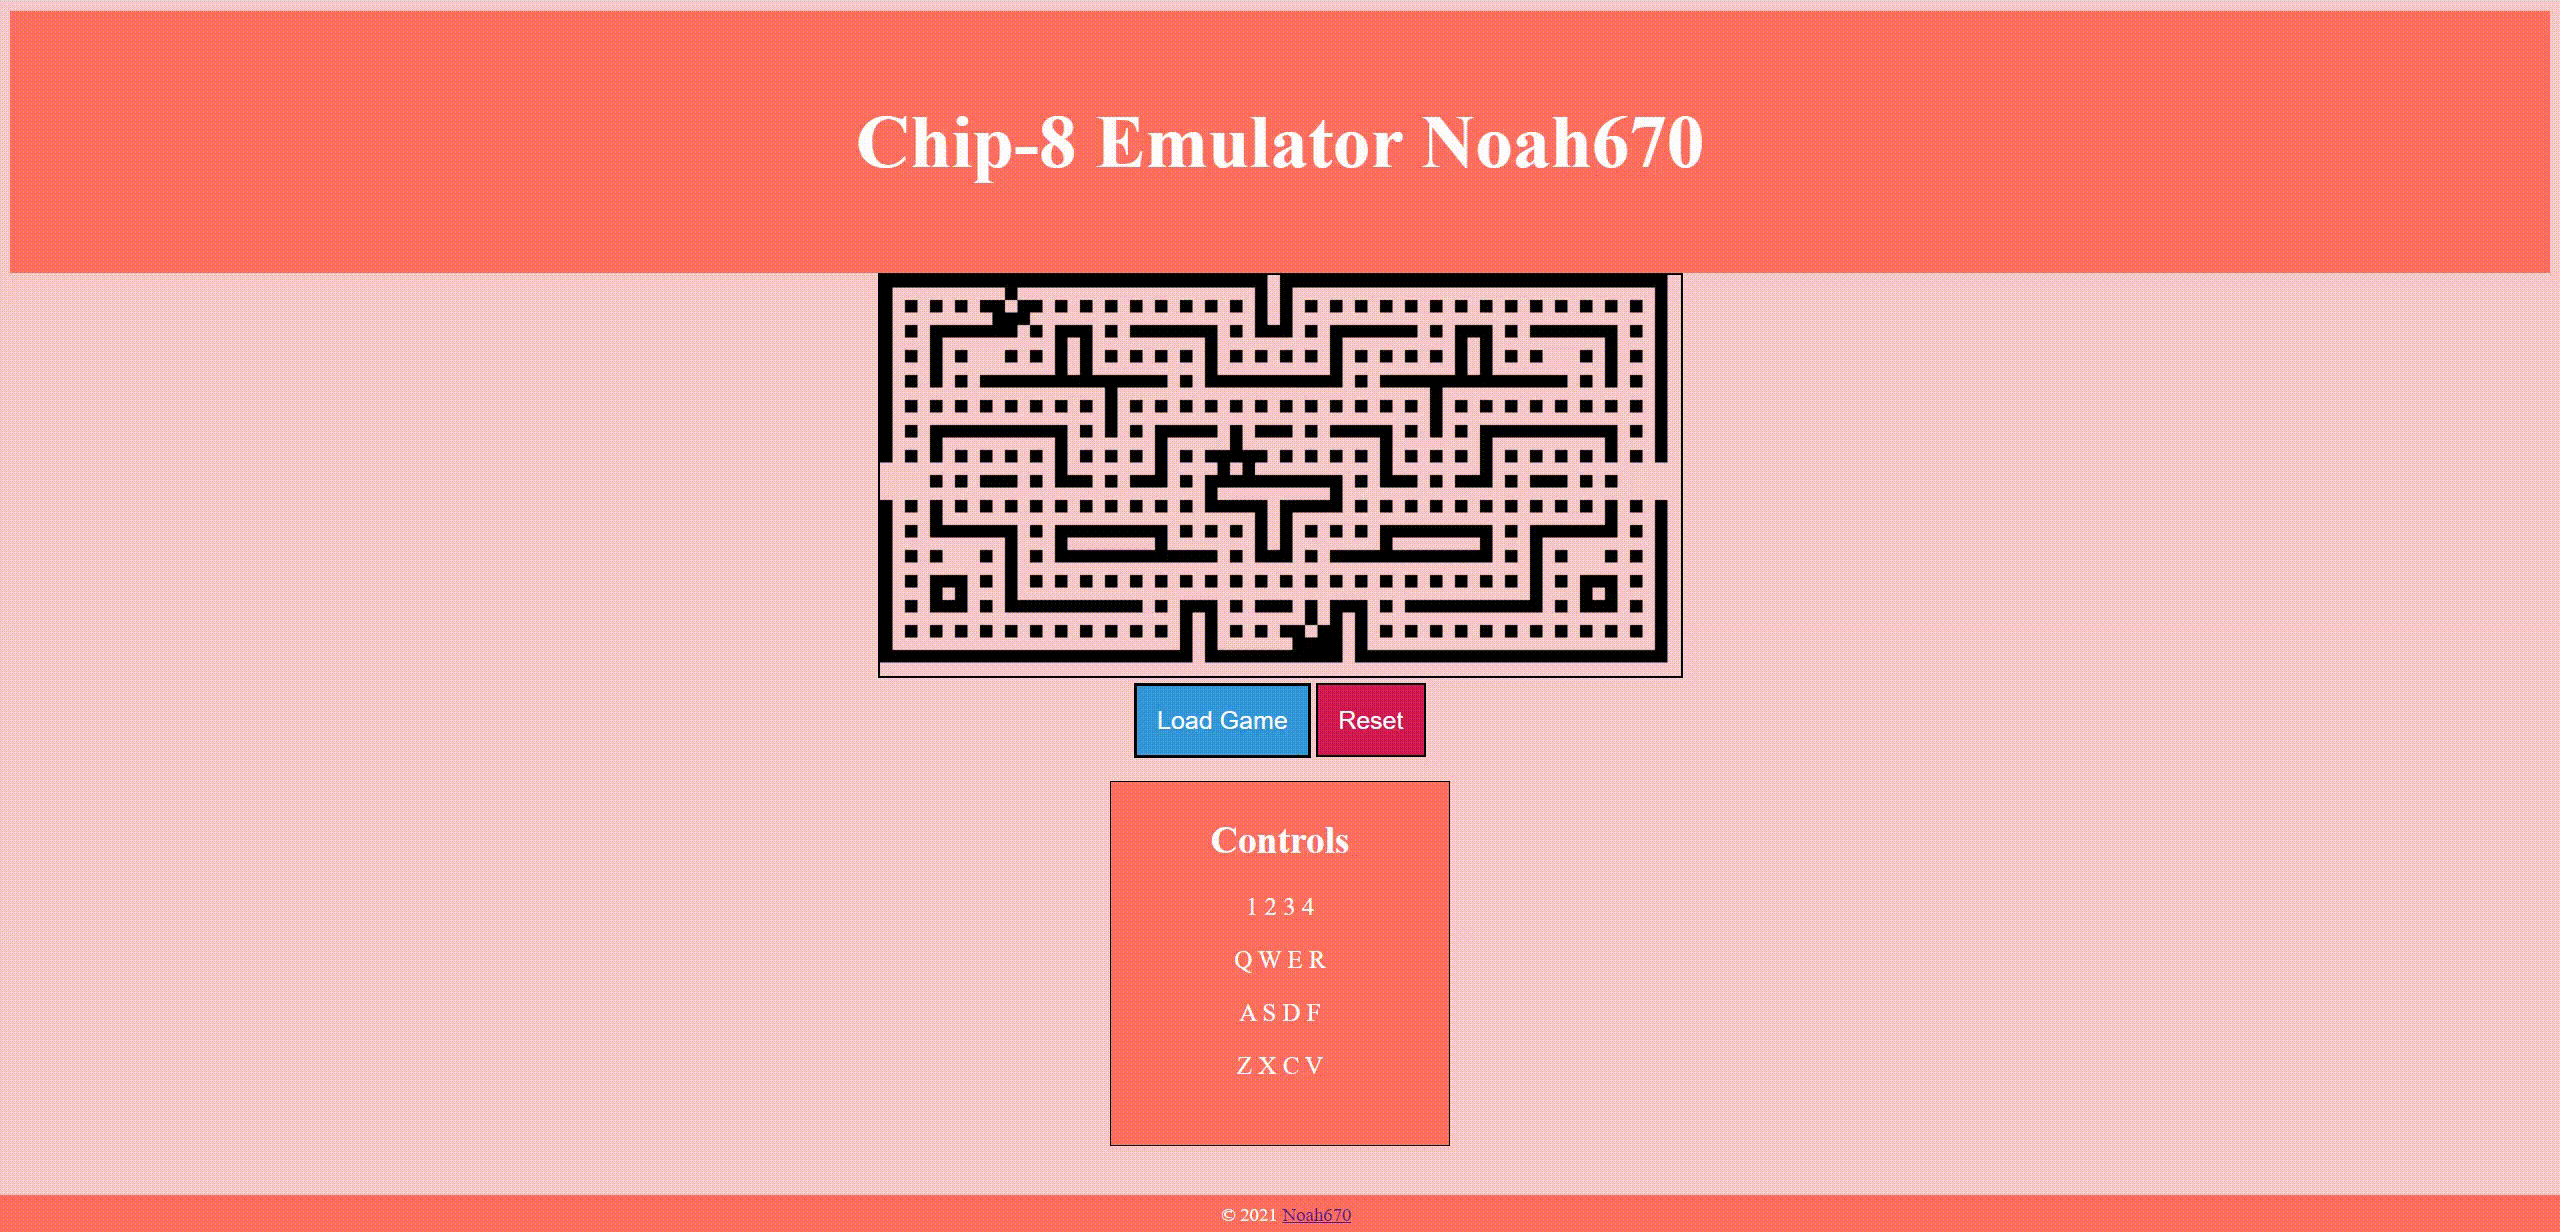 Chip-8 Emulator Noah670
Load Game Reset
Controls
1 2 3 4
Q W E R
A S D F
Z X C V
© 2021 Noah670